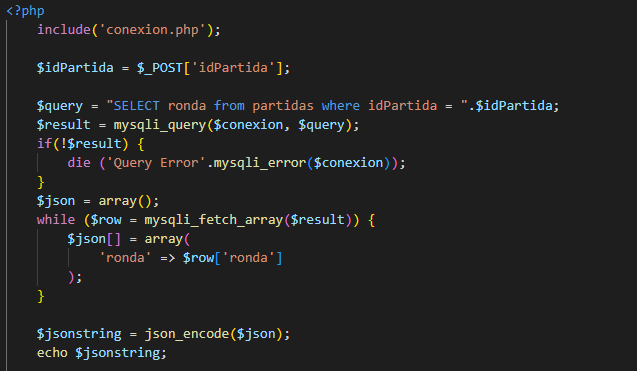 <?php
include('conexion.php');
$idPartida = $_POST['idPartida'];
$query = "SELECT ronda from partidas where idPartida = ".$idPartida;
$result = mysqli_query($conexion, $query);
if(!$result) {
die ('Query Error'.mysqli_error($conexion));
}
$json = array();
while ($row = mysqli_fetch_array($result)) {
$json[] = array(
'ronda' => $row['ronda']
);
}
$jsonstring = json_encode($json);
echo $jsonstring;